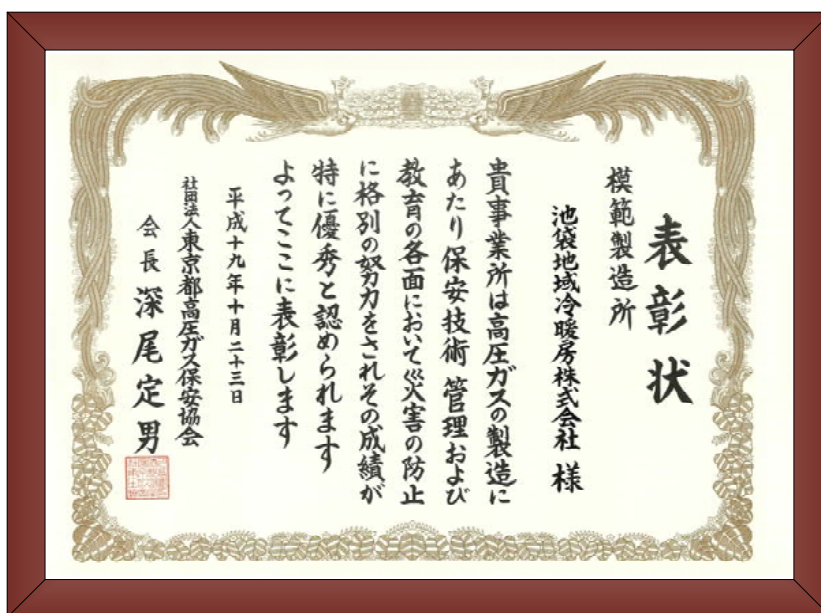 表彰状
模範製造所
池袋地域冷暖房株式会社 様
貴事業所は高圧ガスの製造に
あたり保安技術 管理および
教育の各面において災害の防止
に格別の努力をされその成績が
特に優秀と認められます
よってここに表彰します
平成十九年十月二十三日
社団法人東京都高圧ガス保安協会
会長 深尾定男